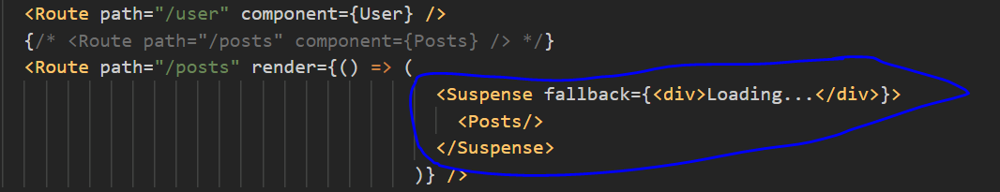 <Route path="/user" component={User} />
{/* <Route path="/posts" component={Posts} /> */}
<Route path="/posts" render={() => (
<Suspense fallback={<div>Loading...</div>}>
<Posts/>
</Suspense>
)} />